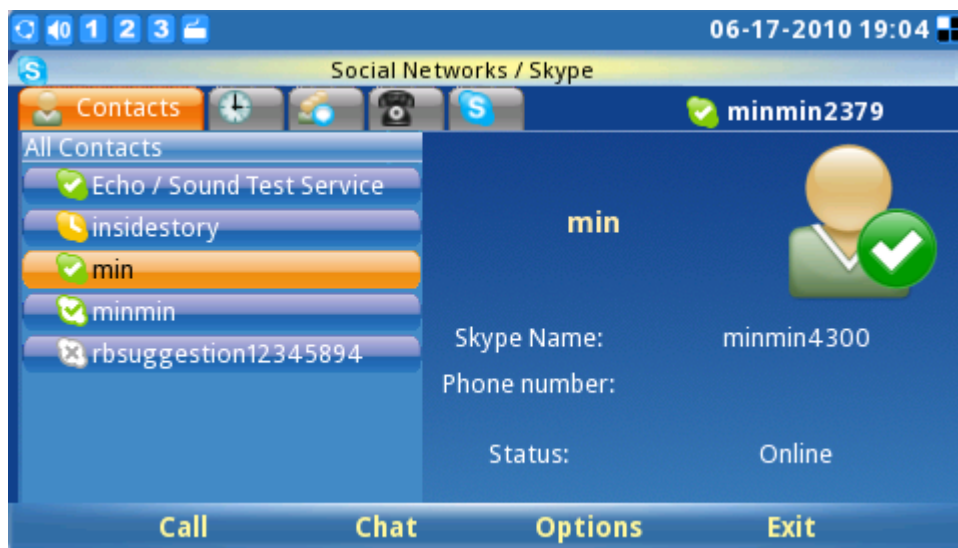 1 2 3 06-17-2010 19:04
Social Networks / Skype
Contacts minmin2379
All Contacts
Echo / Sound Test Service
insidestory
min
minmin
rbsuggestion12345894
min
Skype Name: minmin4300
Phone number:
Status: Online
Call Chat Options Exit